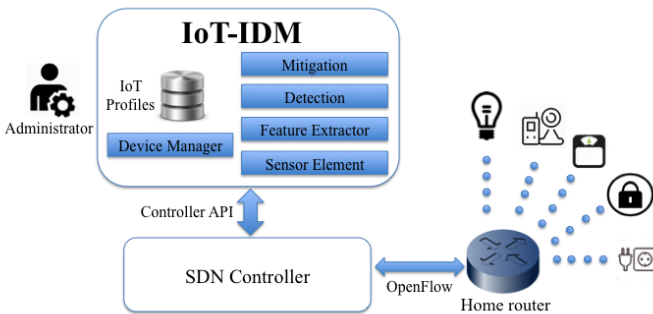 IoT-IDM
IoT
Profiles
Mitigation
Detection
Feature Extractor
Sensor Element
Device Manager
Administrator
Controller API
SDN Controller
OpenFlow
Home router